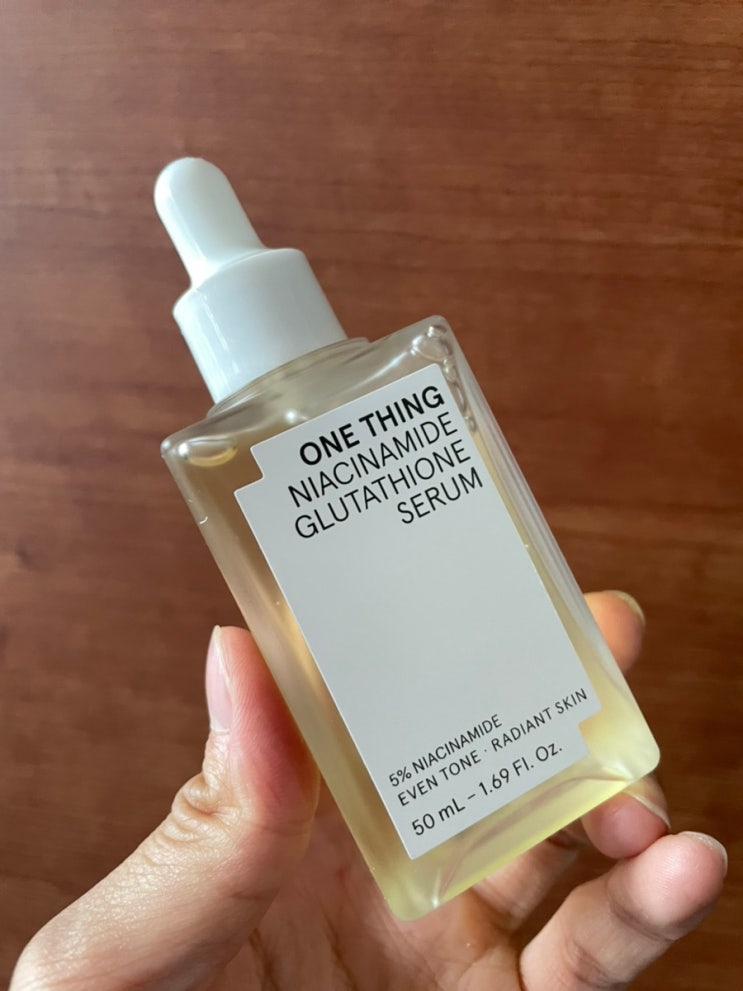 ONE THING
NIACINAMIDE
GLUTATHIONE
SERUM
5% NIACINAMIDE
EVEN TONE · RADIANT SKIN
50 mL – 1.69 Fl. Oz.